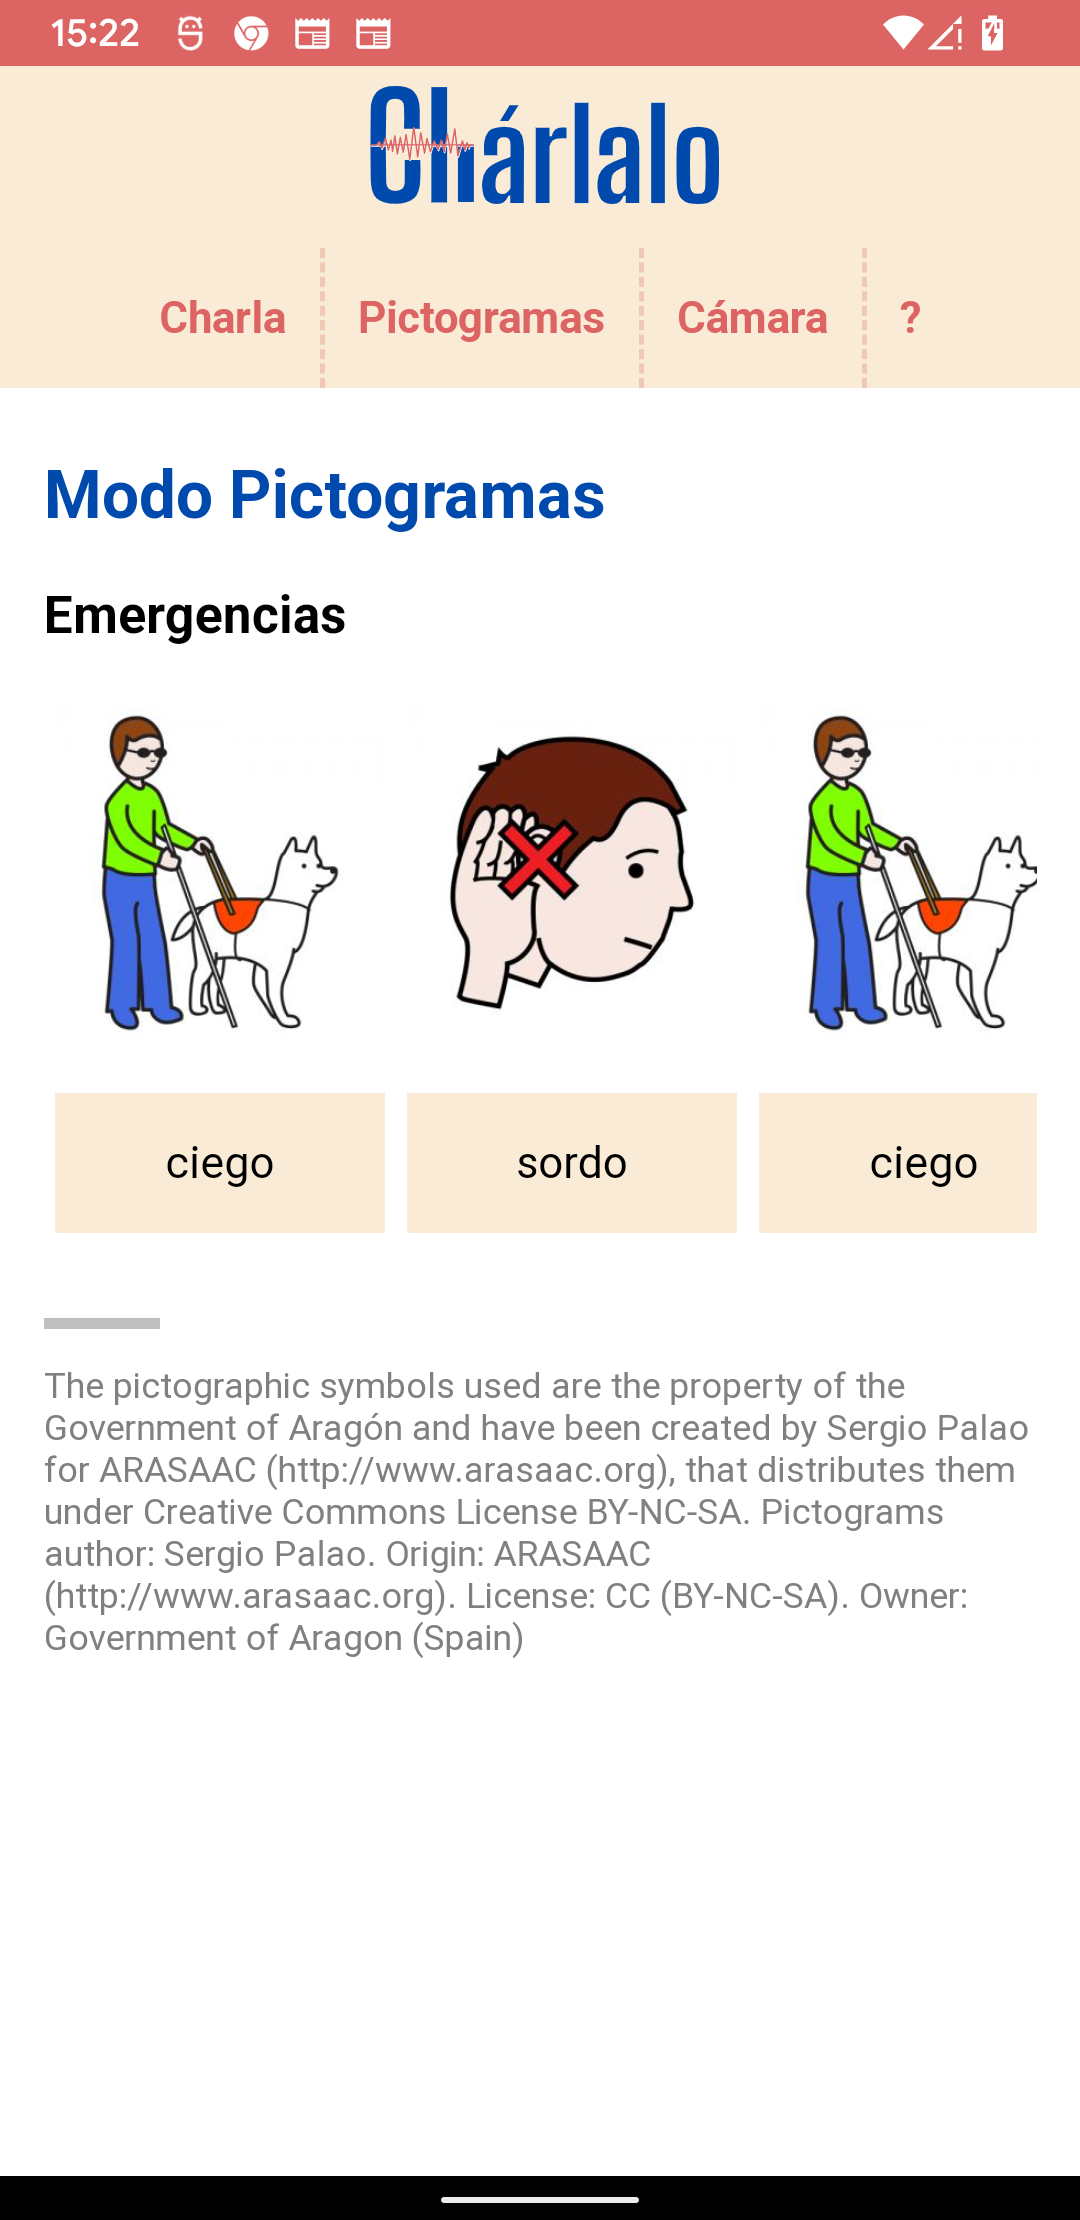 15:22
Chárlalo
Charla
Pictogramas
Cámara
?
Modo Pictogramas
Emergencias
ciego
sordo
ciego
The pictographic symbols used are the property of the
Government of Aragón and have been created by Sergio Palao
for ARASAAC (http://www.arasaac.org), that distributes them
under Creative Commons License BY-NC-SA. Pictograms
author: Sergio Palao. Origin: ARASAAC
(http://www.arasaac.org). License: CC (BY-NC-SA). Owner:
Government of Aragon (Spain)